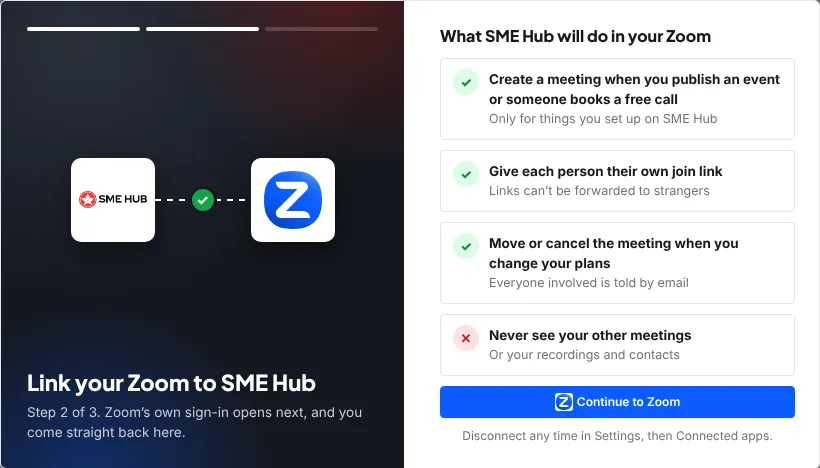 SME HUB
Link your Zoom to SME Hub
Step 2 of 3. Zoom’s own sign-in opens next, and you
come straight back here.
What SME Hub will do in your Zoom
Create a meeting when you publish an event
or someone books a free call
Only for things you set up on SME Hub
Give each person their own join link
Links can’t be forwarded to strangers
Move or cancel the meeting when you
change your plans
Everyone involved is told by email
Never see your other meetings
Or your recordings and contacts
Continue to Zoom
Disconnect any time in Settings, then Connected apps.